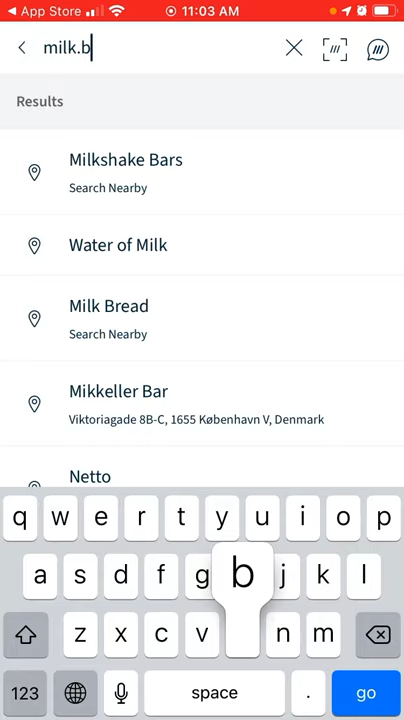 App Store 11:03 AM
milk.b
Results
Milkshake Bars
Search Nearby
Water of Milk
Milk Bread
Search Nearby
Mikkeller Bar
Viktoriagade 8B-C, 1655 København V, Denmark
Netto
q w e r t y u i o p
a s d f g b j k l
z x c v n m
123 space . go